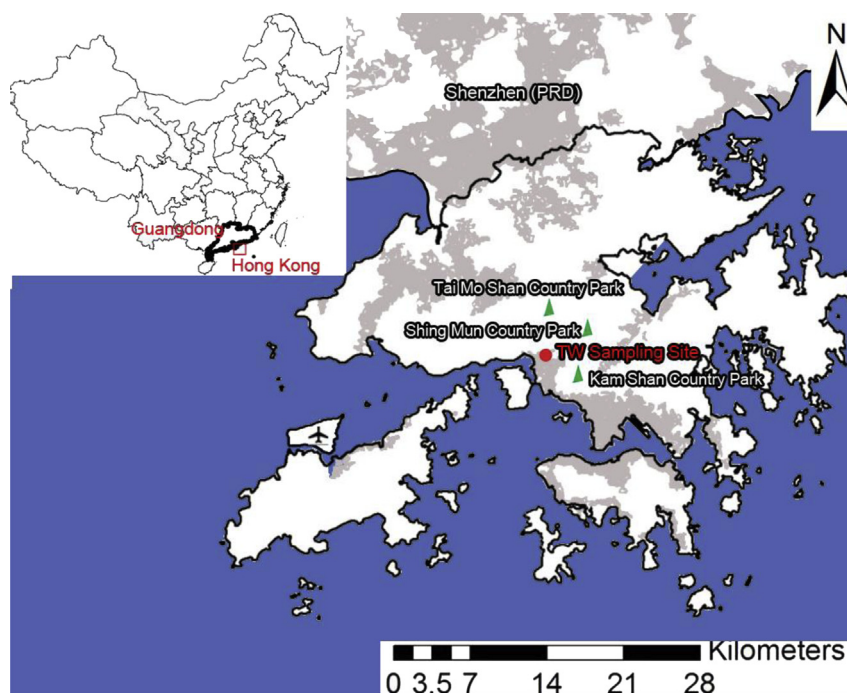 N
Shenzhen (PRD)
Guangdong
Hong Kong
Tai Mo Shan Country Park
Shing Mun Country Park
TW Sampling Site
Kam Shan Country Park
Kilometers
0 3.5 7 14 21 28